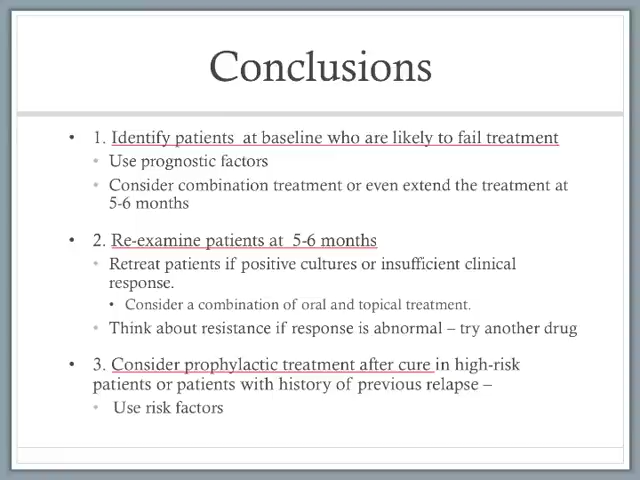 Conclusions
• 1. Identify patients at baseline who are likely to fail treatment
• Use prognostic factors
• Consider combination treatment or even extend the treatment at
5-6 months
• 2. Re-examine patients at 5-6 months
• Retreat patients if positive cultures or insufficient clinical
response.
• Consider a combination of oral and topical treatment.
• Think about resistance if response is abnormal – try another drug
• 3. Consider prophylactic treatment after cure in high-risk
patients or patients with history of previous relapse –
• Use risk factors